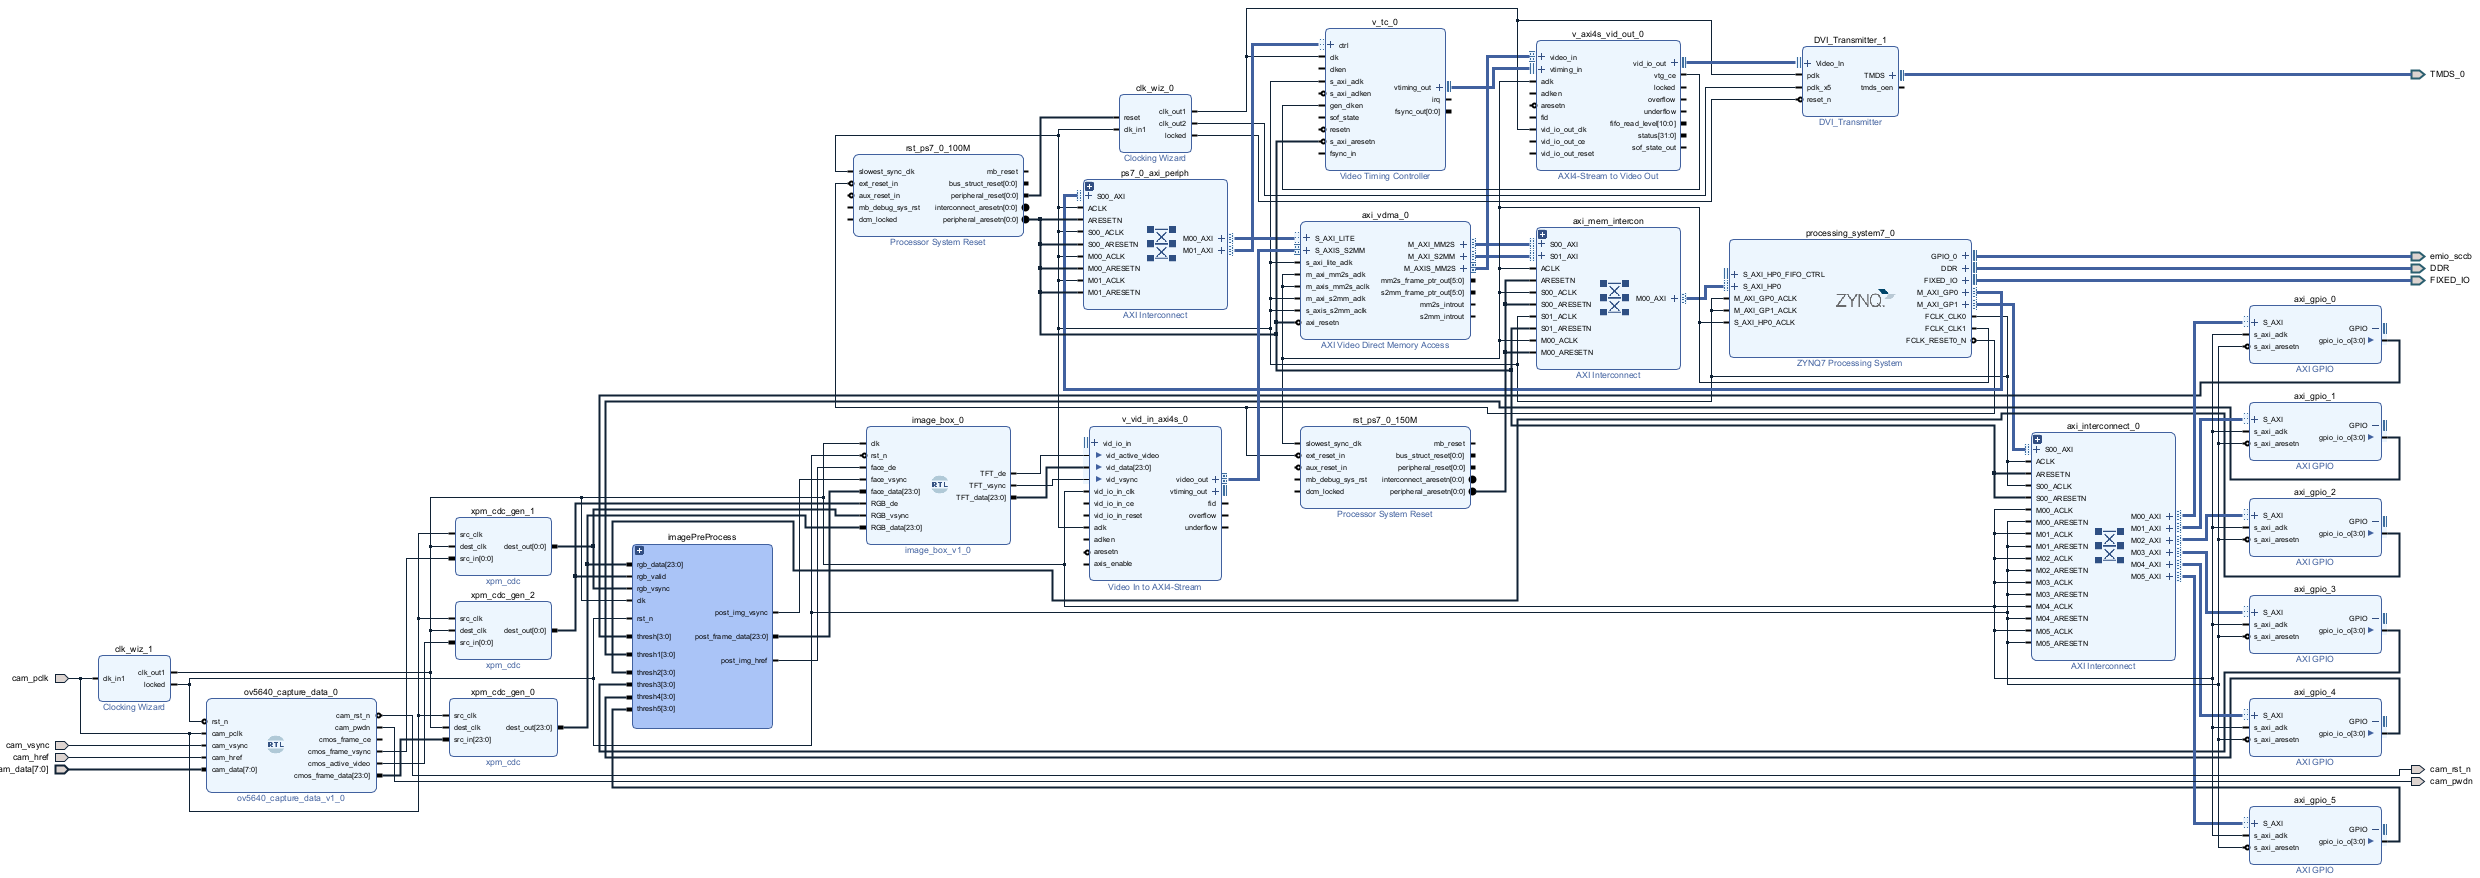 v_tc_0
ctrl
clk
clken
s_axi_aclk
s_axi_aclken
gen_clken
sof_state
resetn
s_axi_aresetn
fsync_in
vtiming_out
irq
fsync_out[0:0]
Video Timing Controller
v_axi4s_vid_out_0
video_in
vtiming_in
aclk
aclken
aresetn
fid
vid_io_out_clk
vid_io_out_ce
vid_io_out_reset
vid_io_out
vtg_ce
locked
overflow
underflow
fifo_read_level[10:0]
status[31:0]
sof_state_out
AXI4-Stream to Video Out
DVI_Transmitter_1
Video_In
pclk
pclk_x5
reset_n
TMDS
tmds_oen
DVI_Transmitter
TMDS_0
clk_wiz_0
reset
clk_in1
clk_out1
clk_out2
locked
Clocking Wizard
rst_ps7_0_100M
slowest_sync_clk
ext_reset_in
aux_reset_in
mb_debug_sys_rst
dcm_locked
mb_reset
bus_struct_reset[0:0]
peripheral_reset[0:0]
interconnect_aresetn[0:0]
peripheral_aresetn[0:0]
Processor System Reset
ps7_0_axi_periph
S00_AXI
ACLK
ARESETN
S00_ACLK
S00_ARESETN
M00_ACLK
M00_ARESETN
M01_ACLK
M01_ARESETN
M00_AXI
M01_AXI
AXI Interconnect
axi_vdma_0
S_AXI_LITE
S_AXIS_S2MM
s_axi_lite_aclk
m_axi_mm2s_aclk
m_axis_mm2s_aclk
m_axi_s2mm_aclk
s_axis_s2mm_aclk
axi_resetn
M_AXI_MM2S
M_AXI_S2MM
M_AXIS_MM2S
mm2s_frame_ptr_out[5:0]
s2mm_frame_ptr_out[5:0]
mm2s_introut
s2mm_introut
AXI Video Direct Memory Access
axi_mem_intercon
S00_AXI
S01_AXI
ACLK
ARESETN
S00_ACLK
S00_ARESETN
S01_ACLK
S01_ARESETN
M00_ACLK
M00_ARESETN
M00_AXI
AXI Interconnect
processing_system7_0
S_AXI_HP0_FIFO_CTRL
S_AXI_HP0
M_AXI_GP0_ACLK
M_AXI_GP1_ACLK
S_AXI_HP0_ACLK
ZYNQ
GPIO_0
DDR
FIXED_IO
M_AXI_GP0
M_AXI_GP1
FCLK_CLK0
FCLK_CLK1
FCLK_RESET0_N
ZYNQ7 Processing System
emio_sccb
DDR
FIXED_IO
axi_gpio_0
S_AXI
s_axi_aclk
s_axi_aresetn
GPIO
gpio_io_o[3:0]
AXI GPIO
axi_gpio_1
S_AXI
s_axi_aclk
s_axi_aresetn
GPIO
gpio_io_o[3:0]
AXI GPIO
image_box_0
clk
rst_n
face_de
face_vsync
face_data[23:0]
RGB_de
RGB_vsync
RGB_data[23:0]
RTL
TFT_de
TFT_vsync
TFT_data[23:0]
image_box_v1_0
v_vid_in_axi4s_0
vid_io_in
vid_active_video
vid_data[23:0]
vid_vsync
vid_io_in_clk
vid_io_in_ce
vid_io_in_reset
aclk
aclken
aresetn
axis_enable
video_out
vtiming_out
fid
overflow
underflow
Video In to AXI4-Stream
rst_ps7_0_150M
slowest_sync_clk
ext_reset_in
aux_reset_in
mb_debug_sys_rst
dcm_locked
mb_reset
bus_struct_reset[0:0]
peripheral_reset[0:0]
interconnect_aresetn[0:0]
peripheral_aresetn[0:0]
Processor System Reset
axi_interconnect_0
S00_AXI
ACLK
ARESETN
S00_ACLK
S00_ARESETN
M00_ACLK
M00_ARESETN
M01_ACLK
M01_ARESETN
M02_ACLK
M02_ARESETN
M03_ACLK
M03_ARESETN
M04_ACLK
M04_ARESETN
M05_ACLK
M05_ARESETN
M00_AXI
M01_AXI
M02_AXI
M03_AXI
M04_AXI
M05_AXI
AXI Interconnect
axi_gpio_2
S_AXI
s_axi_aclk
s_axi_aresetn
GPIO
gpio_io_o[3:0]
AXI GPIO
axi_gpio_3
S_AXI
s_axi_aclk
s_axi_aresetn
GPIO
gpio_io_o[3:0]
AXI GPIO
xpm_cdc_gen_1
src_clk
dest_clk
src_in[0:0]
dest_out[0:0]
xpm_cdc
xpm_cdc_gen_2
src_clk
dest_clk
src_in[0:0]
dest_out[0:0]
xpm_cdc
imagePreProcess
rgb_data[23:0]
rgb_valid
rgb_vsync
clk
rst_n
thresh[3:0]
thresh1[3:0]
thresh2[3:0]
thresh3[3:0]
thresh4[3:0]
thresh5[3:0]
post_img_vsync
post_frame_data[23:0]
post_img_href
clk_wiz_1
cam_pclk
clk_in1
clk_out1
locked
Clocking Wizard
ov5640_capture_data_0
rst_n
cam_pclk
cam_vsync
cam_href
cam_data[7:0]
RTL
cam_rst_n
cam_pwdn
cmos_frame_ce
cmos_frame_vsync
cmos_active_video
cmos_frame_data[23:0]
ov5640_capture_data_v1_0
cam_vsync
cam_href
am_data[7:0]
xpm_cdc_gen_0
src_clk
dest_clk
src_in[23:0]
dest_out[23:0]
xpm_cdc
axi_gpio_4
S_AXI
s_axi_aclk
s_axi_aresetn
GPIO
gpio_io_o[3:0]
AXI GPIO
cam_rst_n
cam_pwdn
axi_gpio_5
S_AXI
s_axi_aclk
s_axi_aresetn
GPIO
gpio_io_o[3:0]
AXI GPIO